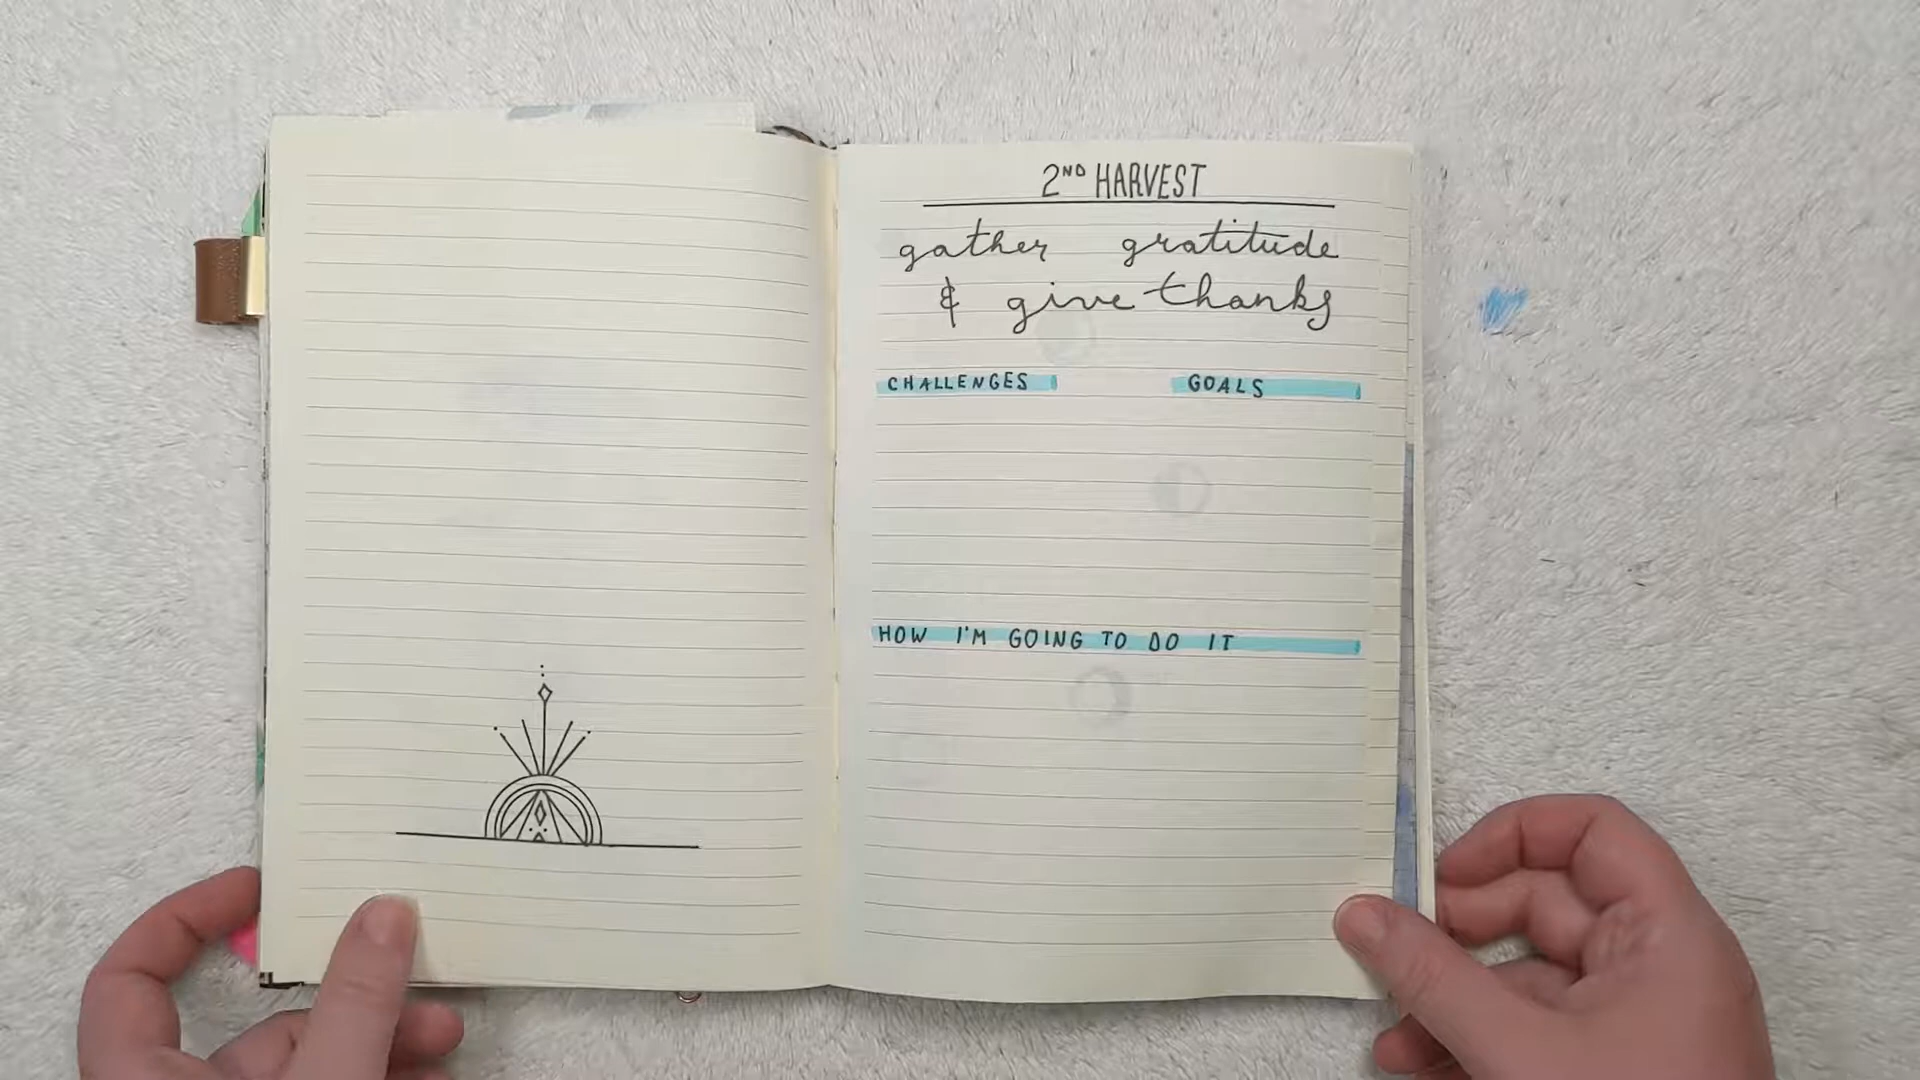 2ND HARVEST
gather gratitude
& give thanks
CHALLENGES GOALS
HOW I'M GOING TO DO IT